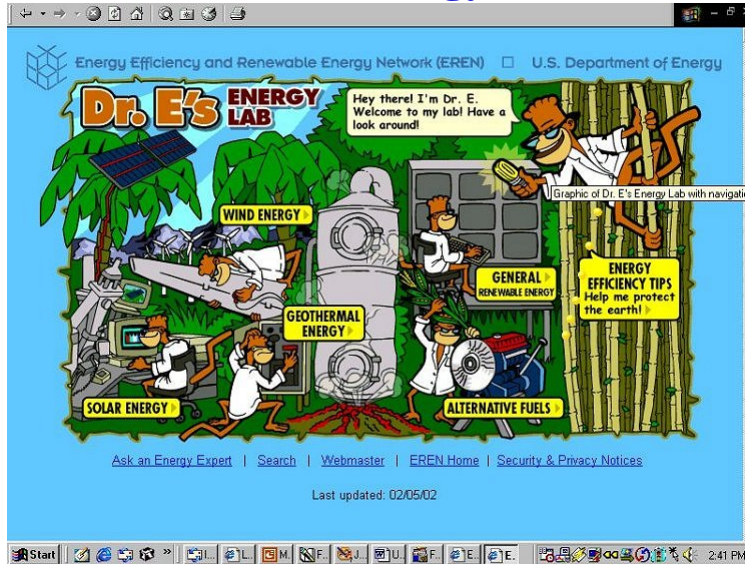 Energy Efficiency and Renewable Energy Network (EREN) U.S. Department of Energy
Dr. E's ENERGY LAB
Hey there! I'm Dr. E.
Welcome to my lab! Have a
look around!
Graphic of Dr. E's Energy Lab with navigatio
WIND ENERGY
GENERAL
RENEWABLE ENERGY
ENERGY
EFFICIENCY TIPS
Help me protect
the earth!
GEOTHERMAL
ENERGY
SOLAR ENERGY
ALTERNATIVE FUELS
Ask an Energy Expert | Search | Webmaster | EREN Home | Security & Privacy Notices
Last updated: 02/05/02
Start I... L... M. F.. J... U.. F.. E... E. 2:41 PM